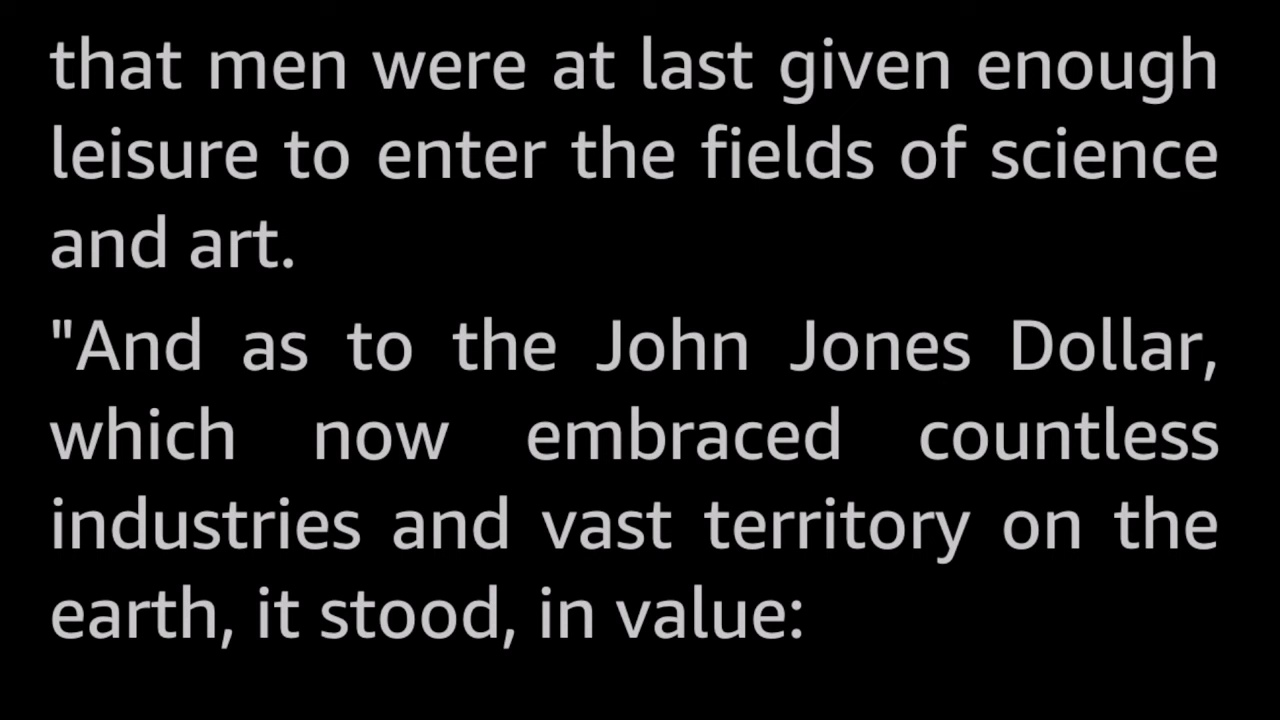 that men were at last given enough
leisure to enter the fields of science
and art.
"And as to the John Jones Dollar,
which now embraced countless
industries and vast territory on the
earth, it stood, in value: